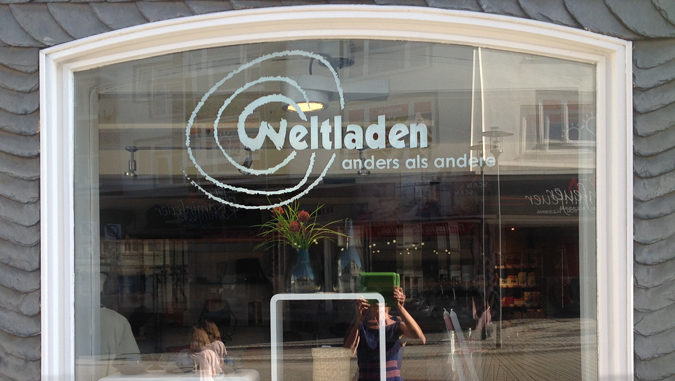 Weltladen
anders als andere